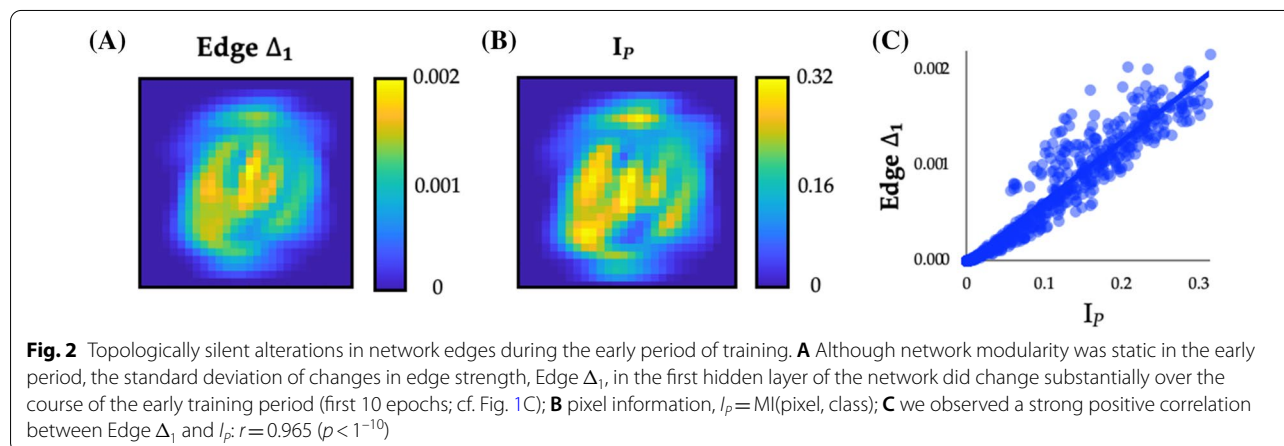 (A)
Edge Δ₁
0.002
0.001
0
(B)
I_P
0.32
0.16
0
(C)
Edge Δ₁
0.002
0.001
0.000
0
0.1
0.2
0.3
I_P
Fig. 2 Topologically silent alterations in network edges during the early period of training. A Although network modularity was static in the early
period, the standard deviation of changes in edge strength, Edge Δ₁, in the first hidden layer of the network did change substantially over the
course of the early training period (first 10 epochs; cf. Fig. 1C); B pixel information, I_P = MI(pixel, class); C we observed a strong positive correlation
between Edge Δ₁ and I_P: r = 0.965 (p < 1⁻¹⁰)